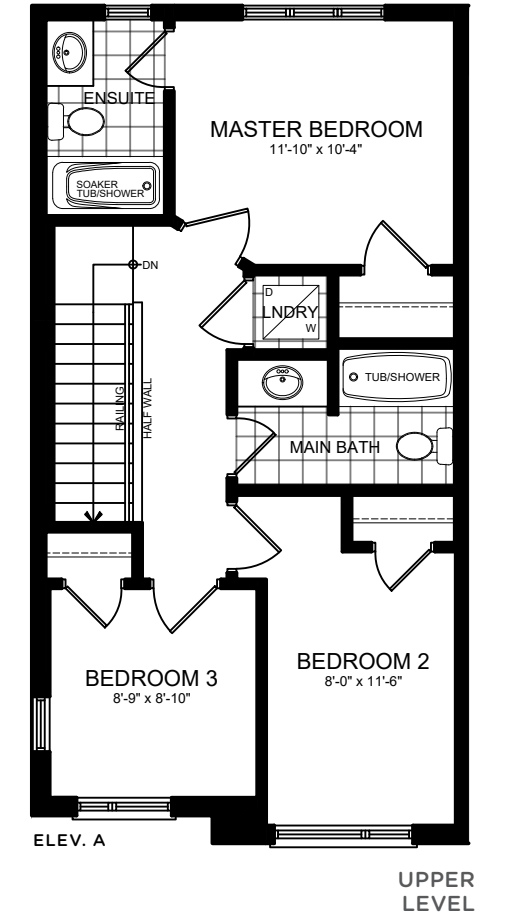 ENSUITE
MASTER BEDROOM
11'-10" x 10'-4"
SOAKER
TUB/SHOWER
DN
D
LNDRY
W
RAILING
HALF WALL
TUB/SHOWER
MAIN BATH
BEDROOM 2
8'-0" x 11'-6"
BEDROOM 3
8'-9" x 8'-10"
ELEV. A
UPPER
LEVEL